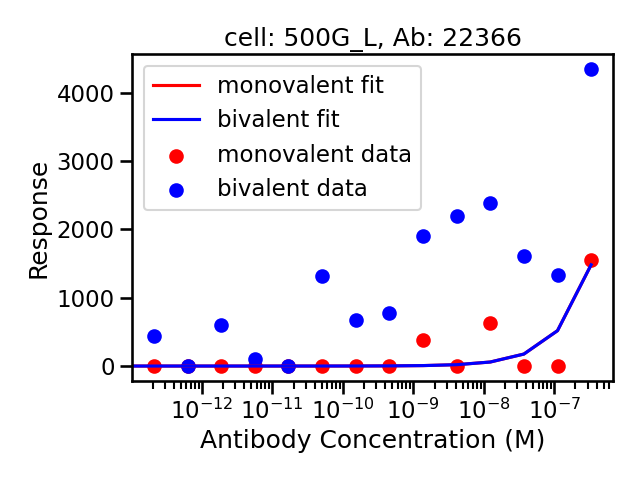 cell: 500G_L, Ab: 22366
monovalent fit
bivalent fit
monovalent data
bivalent data
Response
4000
3000
2000
1000
0
10⁻¹² 10⁻¹¹ 10⁻¹⁰ 10⁻⁹ 10⁻⁸ 10⁻⁷
Antibody Concentration (M)